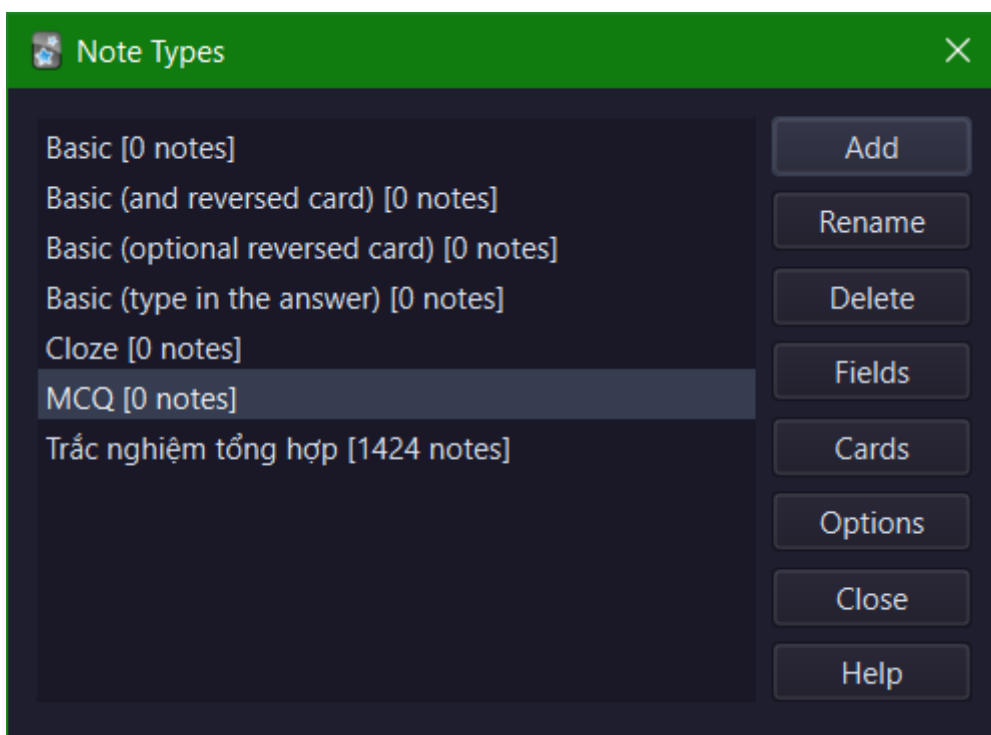 Note Types
Basic [0 notes]
Basic (and reversed card) [0 notes]
Basic (optional reversed card) [0 notes]
Basic (type in the answer) [0 notes]
Cloze [0 notes]
MCQ [0 notes]
Trắc nghiệm tổng hợp [1424 notes]
Add
Rename
Delete
Fields
Cards
Options
Close
Help